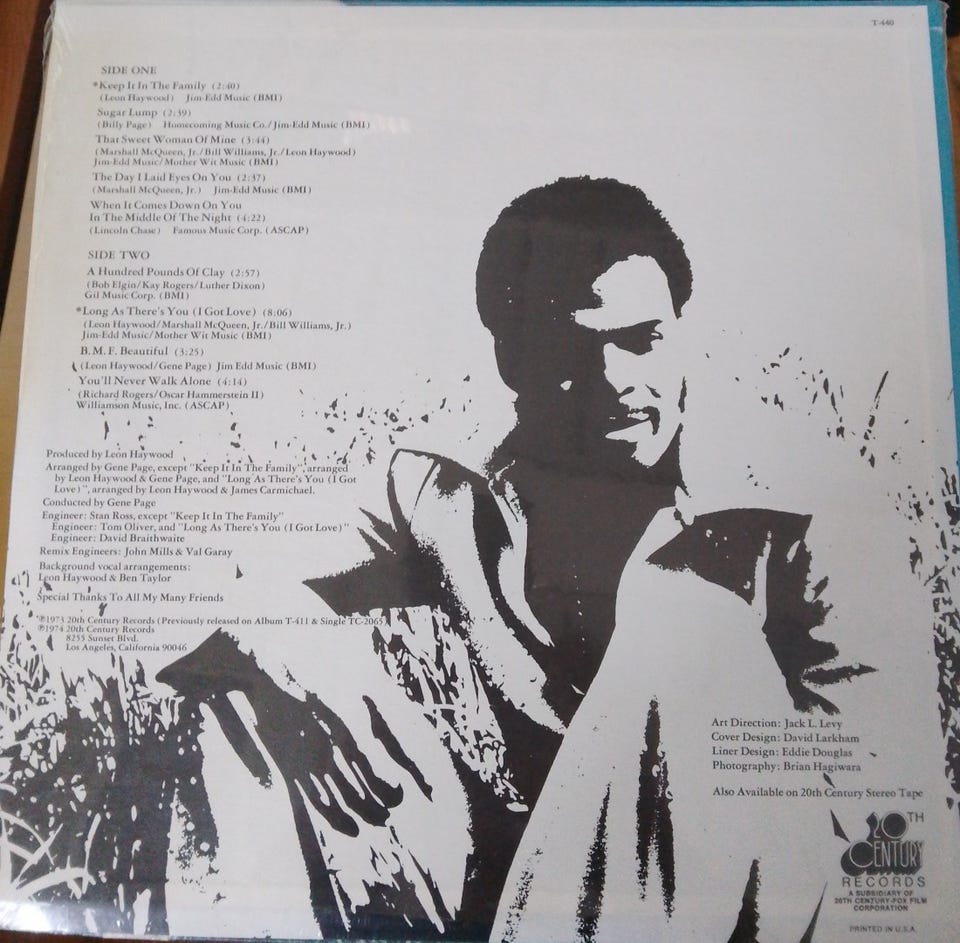 T-440
SIDE ONE
*Keep It In The Family (2:40)
(Leon Haywood) Jim-Edd Music (BMI)
Sugar Lump (2:39)
(Billy Page) Homecoming Music Co./Jim-Edd Music (BMI)
That Sweet Woman Of Mine (3:44)
(Marshall McQueen, Jr./Bill Williams, Jr./Leon Haywood)
Jim-Edd Music/Mother Wit Music (BMI)
The Day I Laid Eyes On You (2:37)
(Marshall McQueen, Jr.) Jim-Edd Music (BMI)
When It Comes Down On You
In The Middle Of The Night (4:22)
(Lincoln Chase) Famous Music Corp. (ASCAP)
SIDE TWO
A Hundred Pounds Of Clay (2:57)
(Bob Elgin/Kay Rogers/Luther Dixon)
Gil Music Corp. (BMI)
*Long As There's You (I Got Love) (8:06)
(Leon Haywood/Marshall McQueen, Jr./Bill Williams, Jr.)
Jim-Edd Music/Mother Wit Music (BMI)
B.M.F. Beautiful (3:25)
(Leon Haywood/Gene Page) Jim Edd Music (BMI)
You'll Never Walk Alone (4:14)
(Richard Rogers/Oscar Hammerstein II)
Williamson Music, Inc. (ASCAP)
Produced by Leon Haywood
Arranged by Gene Page, except "Keep It In The Family", arranged
by Leon Haywood & Gene Page, and "Long As There's You (I Got
Love)", arranged by Leon Haywood & James Carmichael.
Conducted by Gene Page
Engineer: Stan Ross, except "Keep It In The Family"
Engineer: Tom Oliver, and "Long As There's You (I Got Love)"
Engineer: David Braithwaite
Remix Engineers: John Mills & Val Garay
Background vocal arrangements:
Leon Haywood & Ben Taylor
Special Thanks To All My Many Friends
*℗1973 20th Century Records (Previously released on Album T-411 & Single TC-2065)
℗1974 20th Century Records
8255 Sunset Blvd.
Los Angeles, California 90046
Art Direction: Jack L. Levy
Cover Design: David Larkham
Liner Design: Eddie Douglas
Photography: Brian Hagiwara
Also Available on 20th Century Stereo Tape
20TH
CENTURY
RECORDS
A SUBSIDIARY OF
20TH CENTURY-FOX FILM
CORPORATION
PRINTED IN U.S.A.